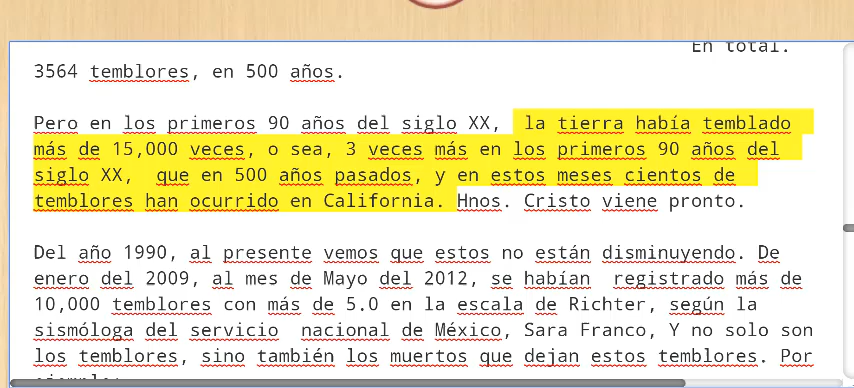 En total.
3564 temblores, en 500 años.
Pero en los primeros 90 años del siglo XX,  la tierra había temblado
más de 15,000 veces, o sea, 3 veces más en los primeros 90 años del
siglo XX,  que en 500 años pasados, y en estos meses cientos de
temblores han ocurrido en California. Hnos. Cristo viene pronto.
Del año 1990, al presente vemos que estos no están disminuyendo. De
enero del 2009, al mes de Mayo del 2012, se habían  registrado más de
10,000 temblores con más de 5.0 en la escala de Richter, según la
sismóloga del servicio  nacional de México, Sara Franco, Y no solo son
los temblores, sino también los muertos que dejan estos temblores. Por